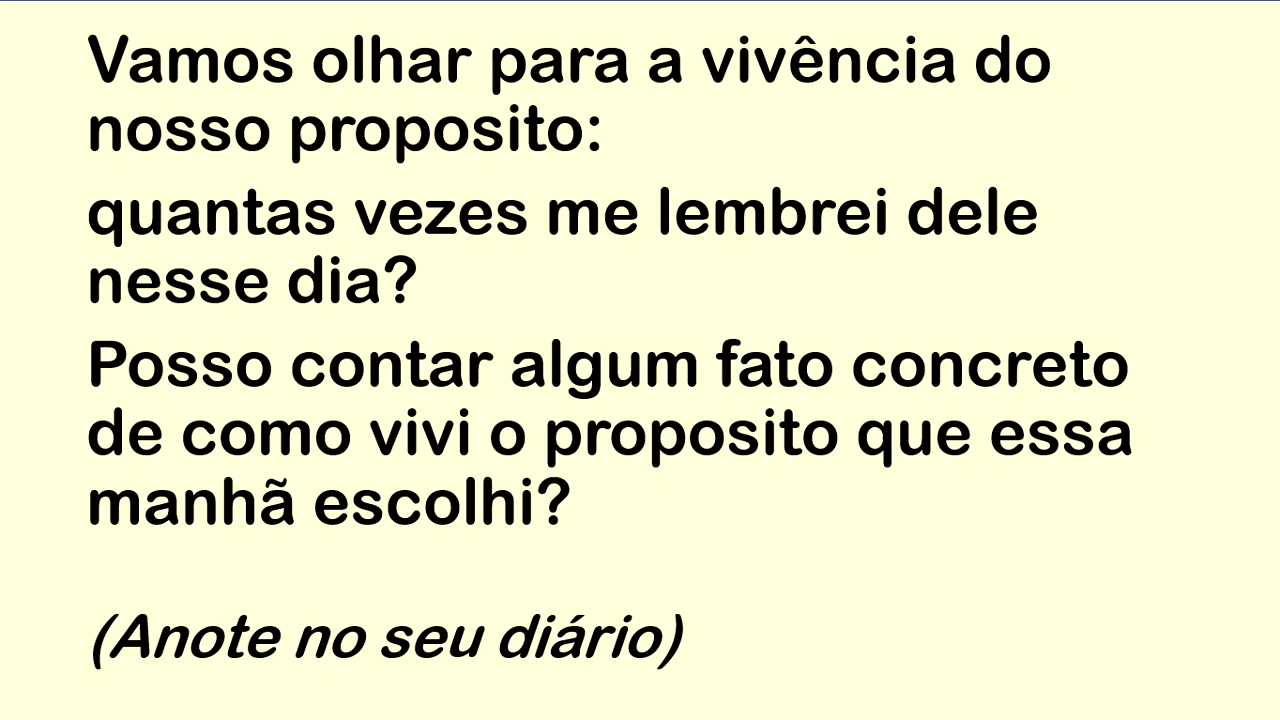 Vamos olhar para a vivência do
nosso proposito:
quantas vezes me lembrei dele
nesse dia?
Posso contar algum fato concreto
de como vivi o proposito que essa
manhã escolhi?
(Anote no seu diário)